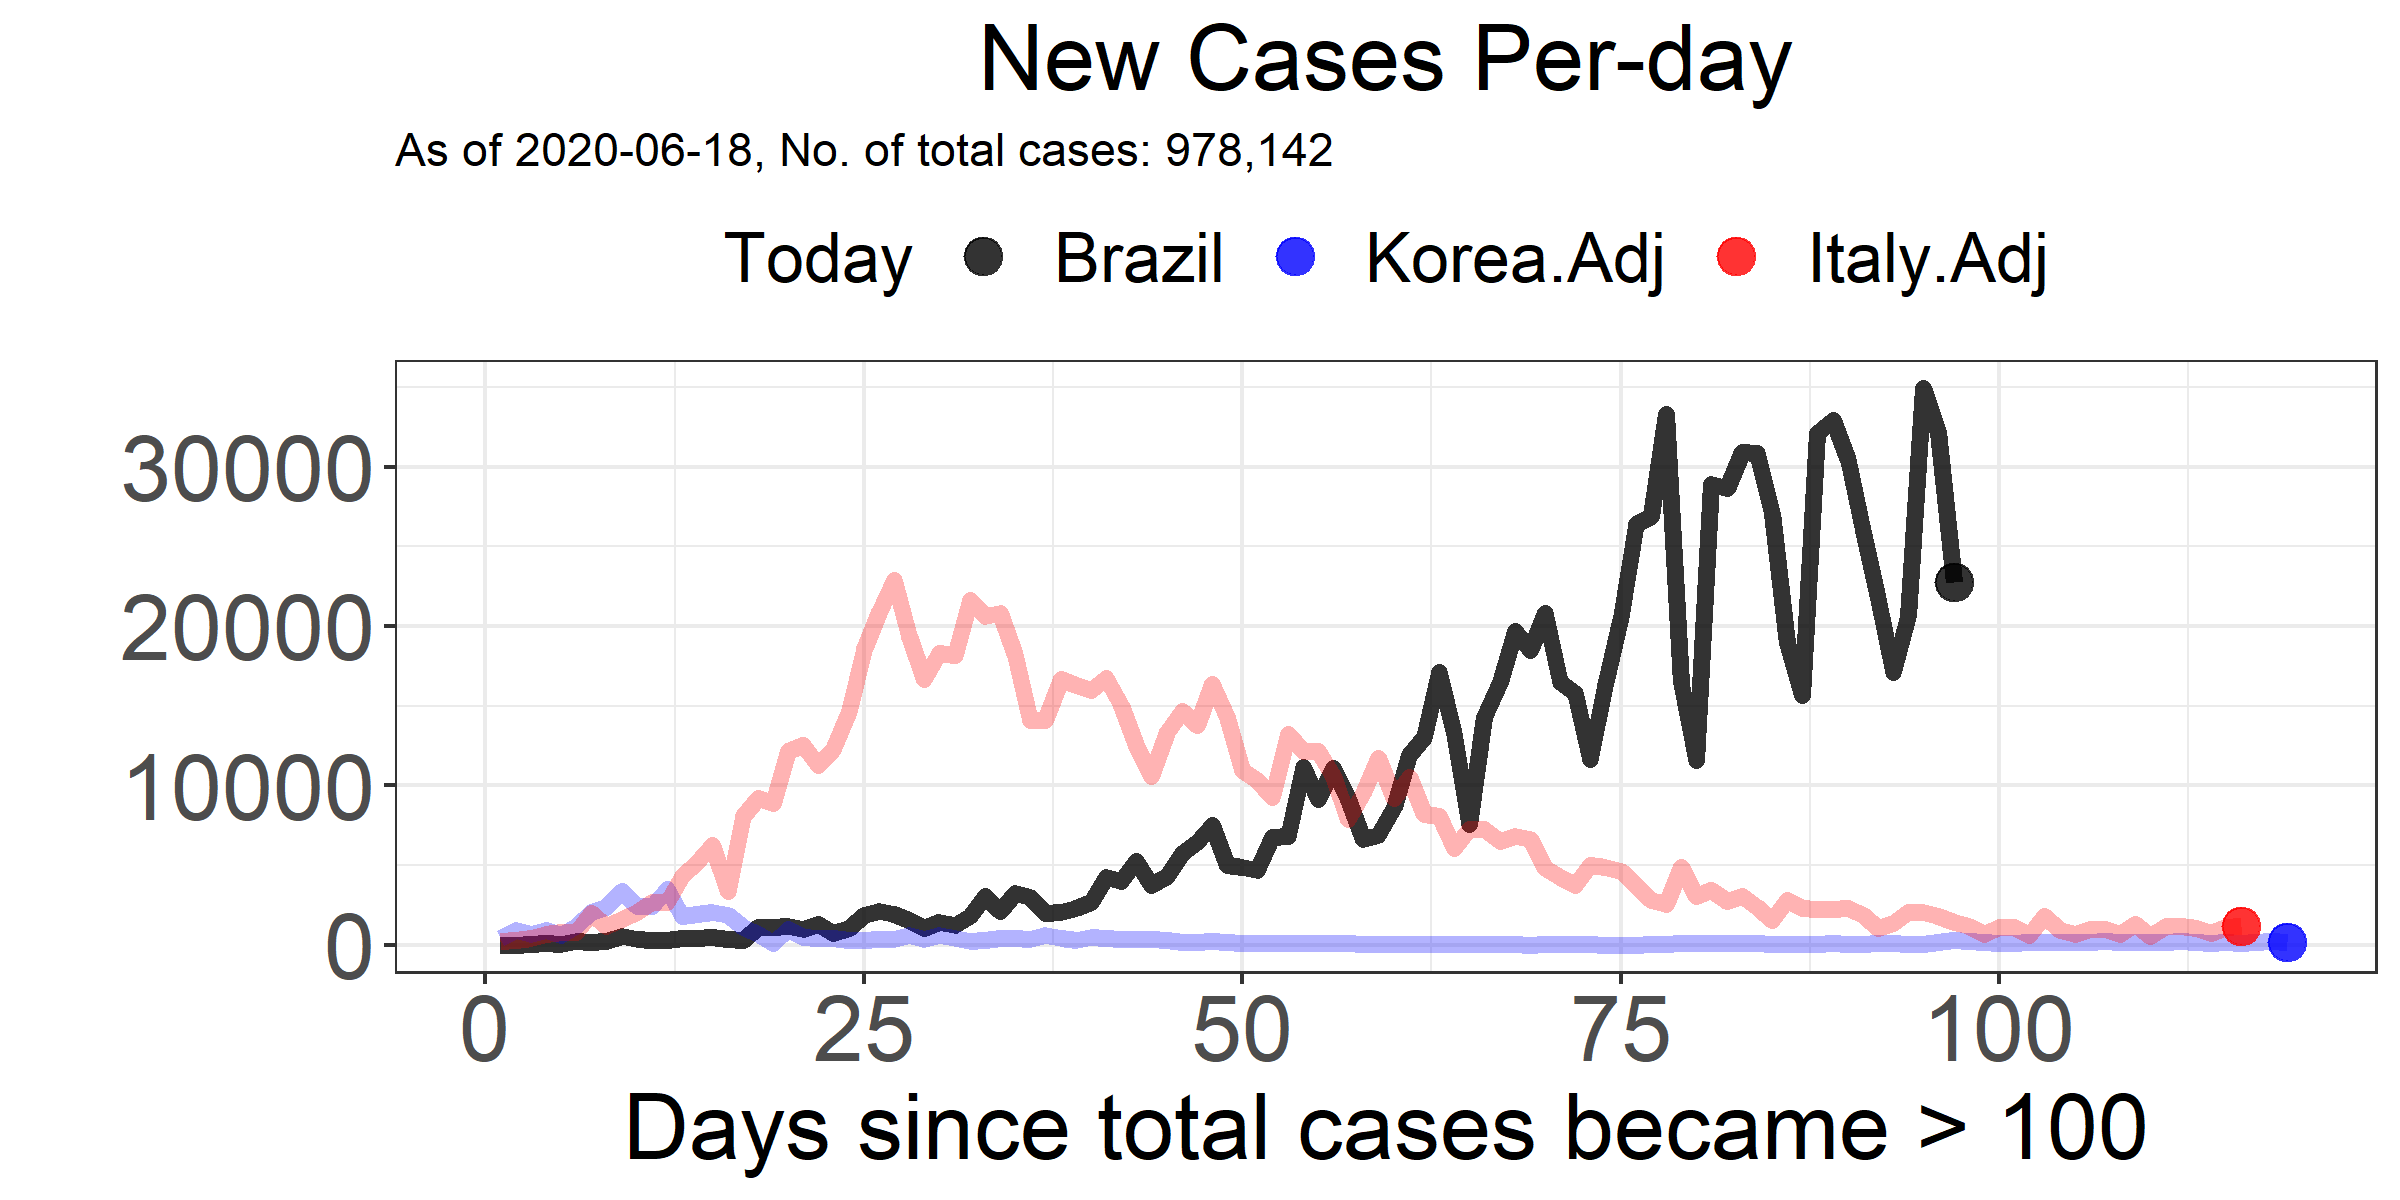 New Cases Per-day
As of 2020-06-18, No. of total cases: 978,142
Today Brazil Korea.Adj Italy.Adj
30000
20000
10000
0
0 25 50 75 100
Days since total cases became > 100